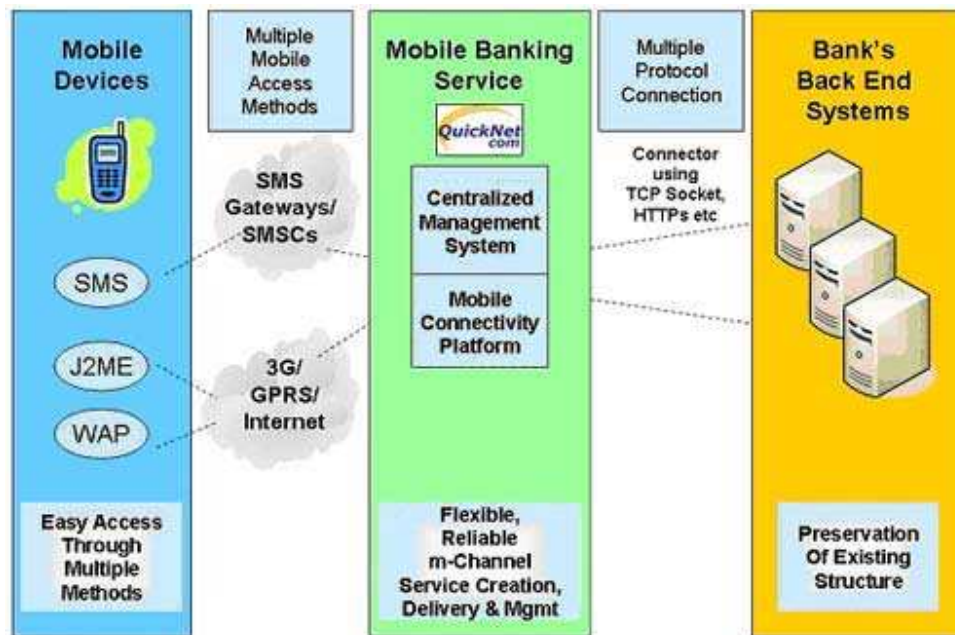 Mobile
Devices
SMS
J2ME
WAP
Easy Access
Through
Multiple
Methods
Multiple
Mobile
Access
Methods
SMS
Gateways/
SMSCs
3G/
GPRS/
Internet
Mobile Banking
Service
QuickNet
com
Centralized
Management
System
Mobile
Connectivity
Platform
Flexible,
Reliable
m-Channel
Service Creation,
Delivery & Mgmt
Multiple
Protocol
Connection
Connector
using
TCP Socket,
HTTPs etc
Bank's
Back End
Systems
Preservation
Of Existing
Structure